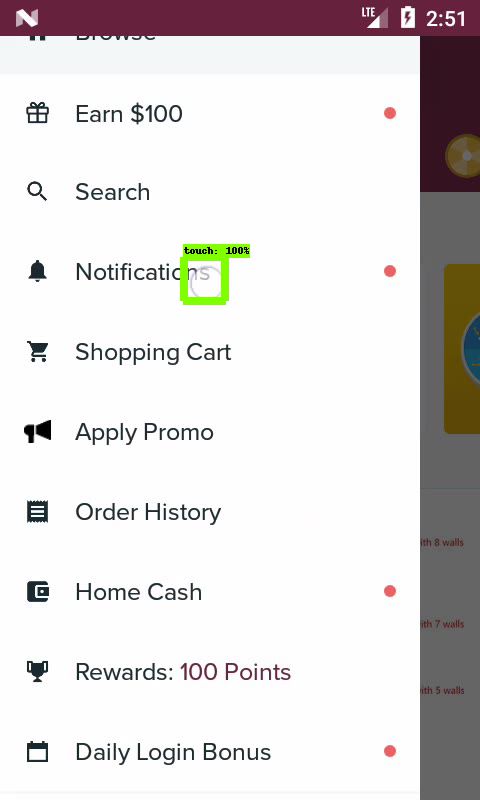 LTE 2:51
Browse
Earn $100
Search
touch: 100%
Notifications
Shopping Cart
Apply Promo
Order History
ith 8 walls
Home Cash
ith 7 walls
Rewards: 100 Points
with 5 walls
Daily Login Bonus